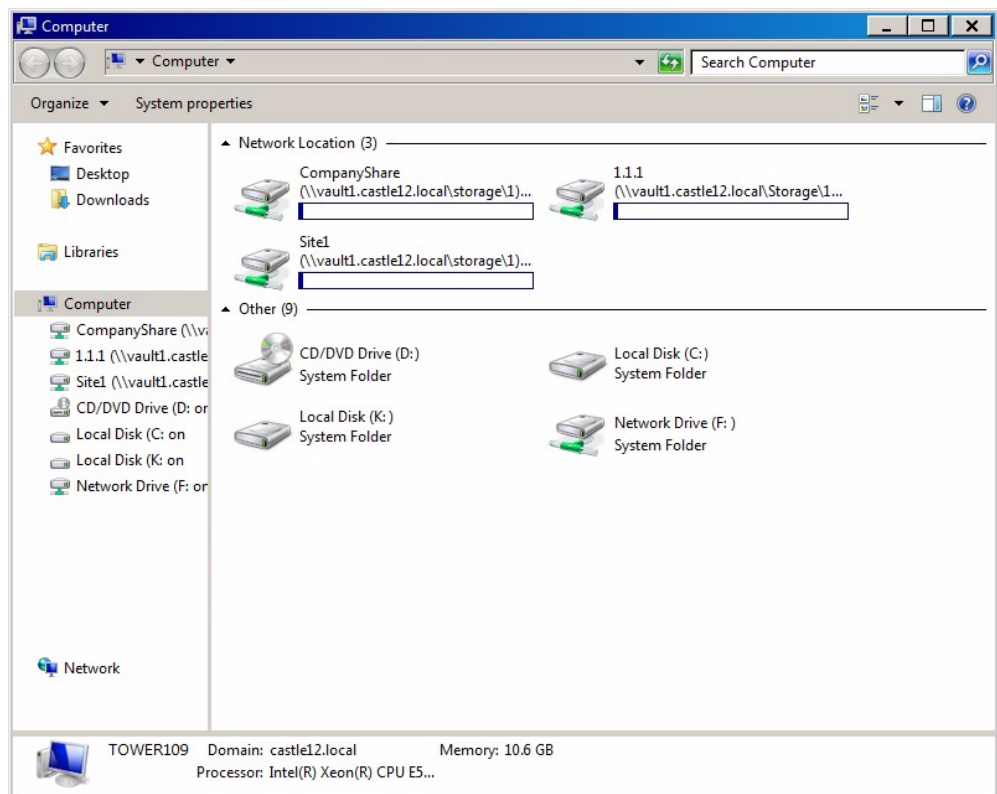 Computer
Computer
Search Computer
Organize
System properties
Favorites
Desktop
Downloads
Libraries
Computer
CompanyShare (\\va
1.1.1 (\\vault1.castle
Site1 (\\vault1.castle
CD/DVD Drive (D: or
Local Disk (C: on
Local Disk (K: on
Network Drive (F: or
Network
Network Location (3)
CompanyShare
(\\vault1.castle12.local\storage\1)...
1.1.1
(\\vault1.castle12.local\Storage\1...
Site1
(\\vault1.castle12.local\storage\1)...
Other (9)
CD/DVD Drive (D:)
System Folder
Local Disk (C:)
System Folder
Local Disk (K: )
System Folder
Network Drive (F: )
System Folder
TOWER109 Domain: castle12.local Memory: 10.6 GB
Processor: Intel(R) Xeon(R) CPU E5...